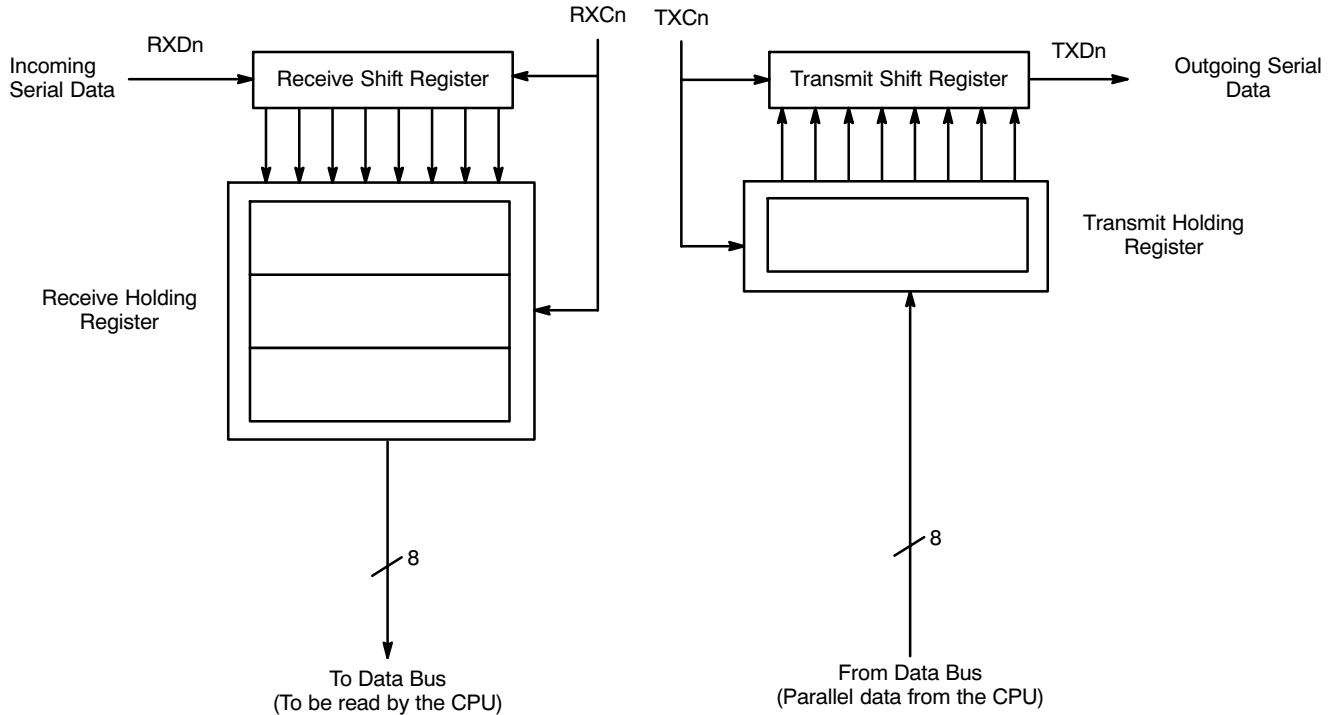 RXCn
TXCn
RXDn
TXDn
Incoming
Serial Data
Receive Shift Register
Transmit Shift Register
Outgoing Serial
Data
Receive Holding
Register
Transmit Holding
Register
8
8
To Data Bus
(To be read by the CPU)
From Data Bus
(Parallel data from the CPU)